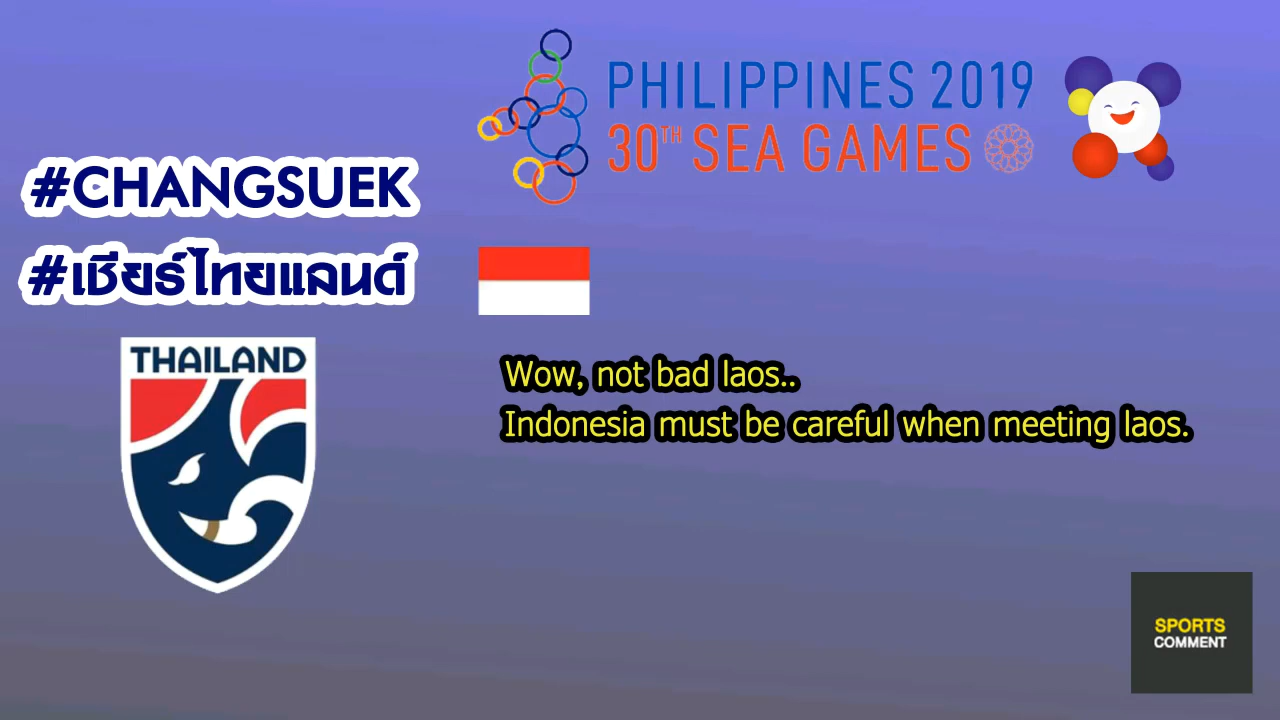 PHILIPPINES 2019
30TH SEA GAMES
#CHANGSUEK
#เชียร์ไทยแลนด์
THAILAND
Wow, not bad laos..
Indonesia must be careful when meeting laos.
SPORTS
COMMENT